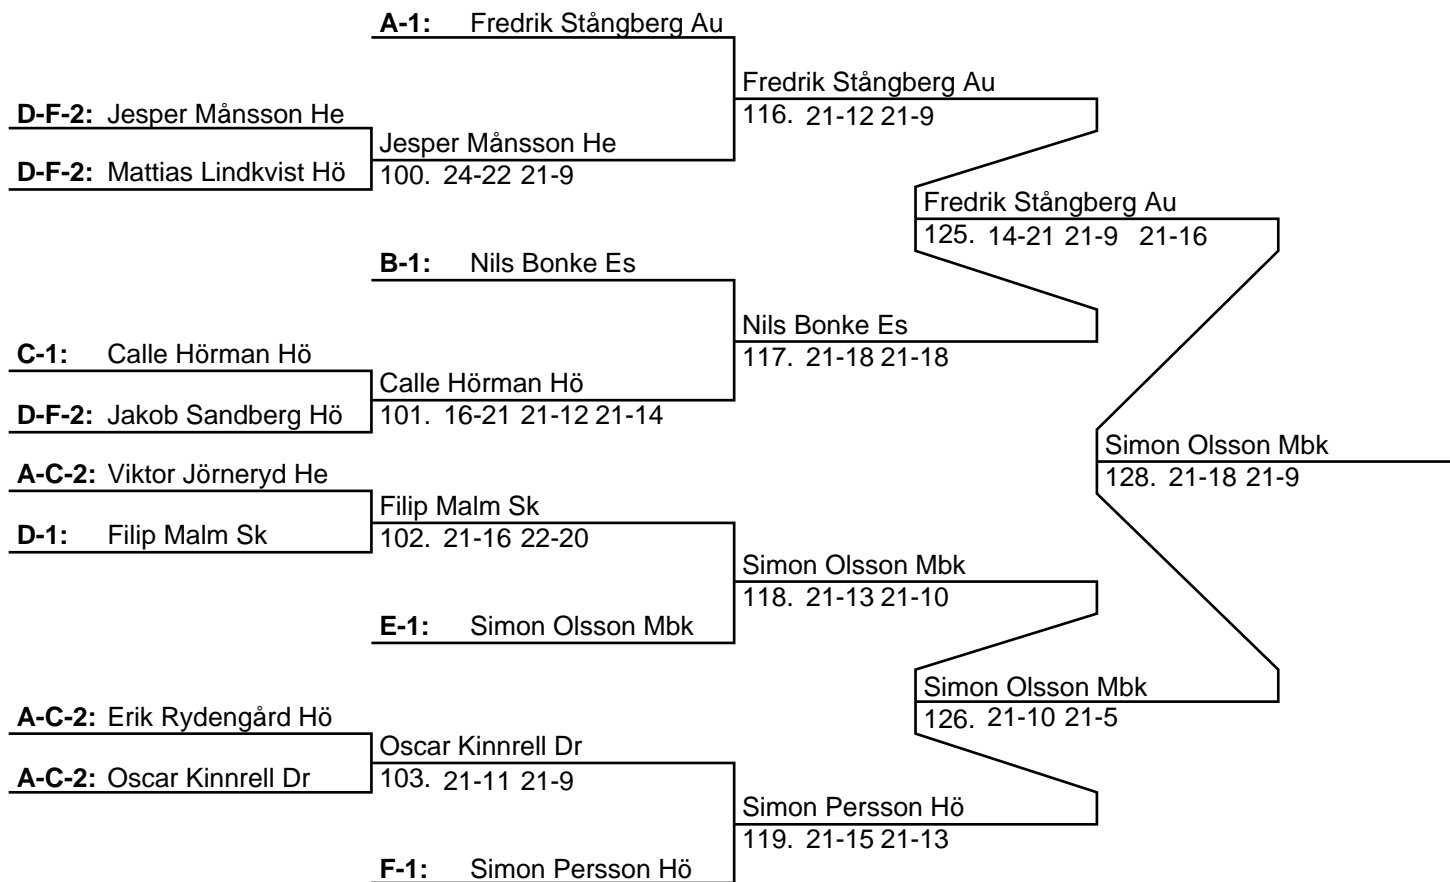 A-1: Fredrik Stångberg Au
Fredrik Stångberg Au
D-F-2: Jesper Månsson He
116. 21-12 21-9
Jesper Månsson He
D-F-2: Mattias Lindkvist Hö
100. 24-22 21-9
Fredrik Stångberg Au
125. 14-21 21-9 21-16
B-1: Nils Bonke Es
Nils Bonke Es
C-1: Calle Hörman Hö
117. 21-18 21-18
Calle Hörman Hö
D-F-2: Jakob Sandberg Hö
101. 16-21 21-12 21-14
Simon Olsson Mbk
A-C-2: Viktor Jörneryd He
128. 21-18 21-9
Filip Malm Sk
D-1: Filip Malm Sk
102. 21-16 22-20
Simon Olsson Mbk
118. 21-13 21-10
E-1: Simon Olsson Mbk
Simon Olsson Mbk
A-C-2: Erik Rydengård Hö
126. 21-10 21-5
Oscar Kinnrell Dr
A-C-2: Oscar Kinnrell Dr
103. 21-11 21-9
Simon Persson Hö
119. 21-15 21-13
F-1: Simon Persson Hö